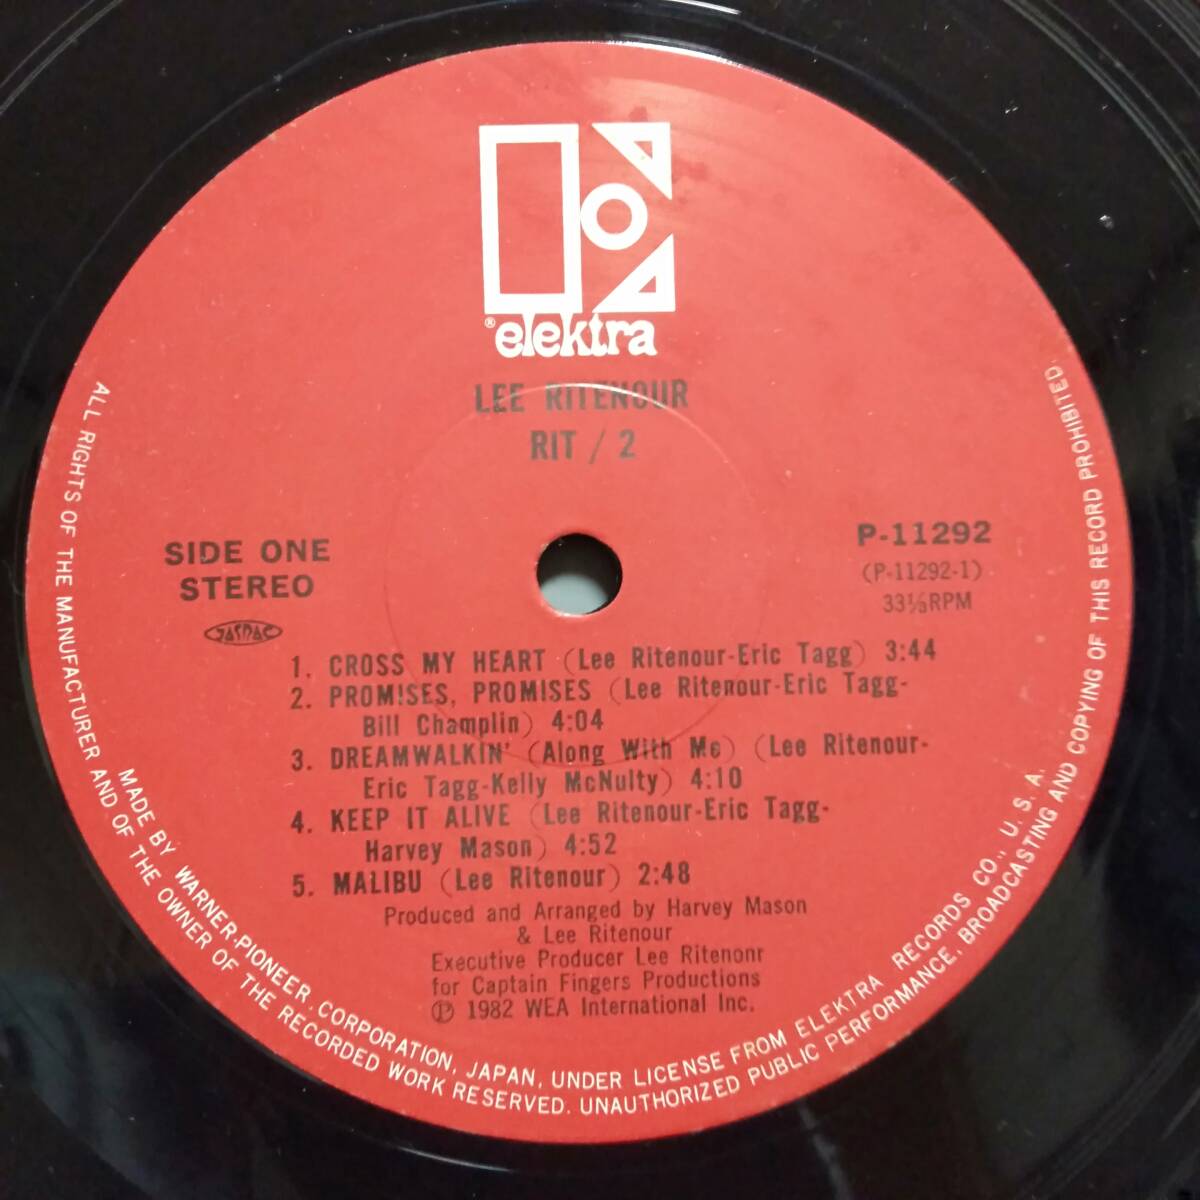 ® elektra
LEE RITENOUR
RIT / 2
SIDE ONE
STEREO
JASRAC
P-11292
(P-11292-1)
33⅓RPM
1. CROSS MY HEART (Lee Ritenour-Eric Tagg) 3:44
2. PROMISES, PROMISES (Lee Ritenour-Eric Tagg-
Bill Champlin) 4:04
3. DREAMWALKIN' (Along With Me) (Lee Ritenour-
Eric Tagg-Kelly McNulty) 4:10
4. KEEP IT ALIVE (Lee Ritenour-Eric Tagg-
Harvey Mason) 4:52
5. MALIBU (Lee Ritenour) 2:48
Produced and Arranged by Harvey Mason
& Lee Ritenour
Executive Producer Lee Ritenonr
for Captain Fingers Productions
℗ 1982 WEA International Inc.
MADE BY WARNER-PIONEER CORPORATION, JAPAN, UNDER LICENSE FROM ELEKTRA RECORDS CO., U. S. A.
ALL RIGHTS OF THE MANUFACTURER AND OF THE OWNER OF THE RECORDED WORK RESERVED. UNAUTHORIZED PUBLIC PERFORMANCE, BROADCASTING AND COPYING OF THIS RECORD PROHIBITED.